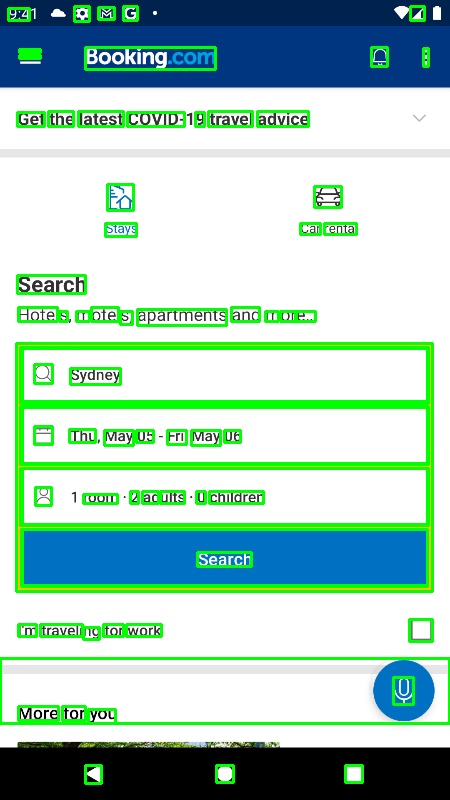 9:41
Booking.com
Get the latest COVID-19 travel advice
Stays
Car rental
Search
Hotels, motels, apartments and more...
Sydney
Thu, May 05 - Fri, May 06
1 room · 2 adults · 0 children
Search
I'm traveling for work
More for you